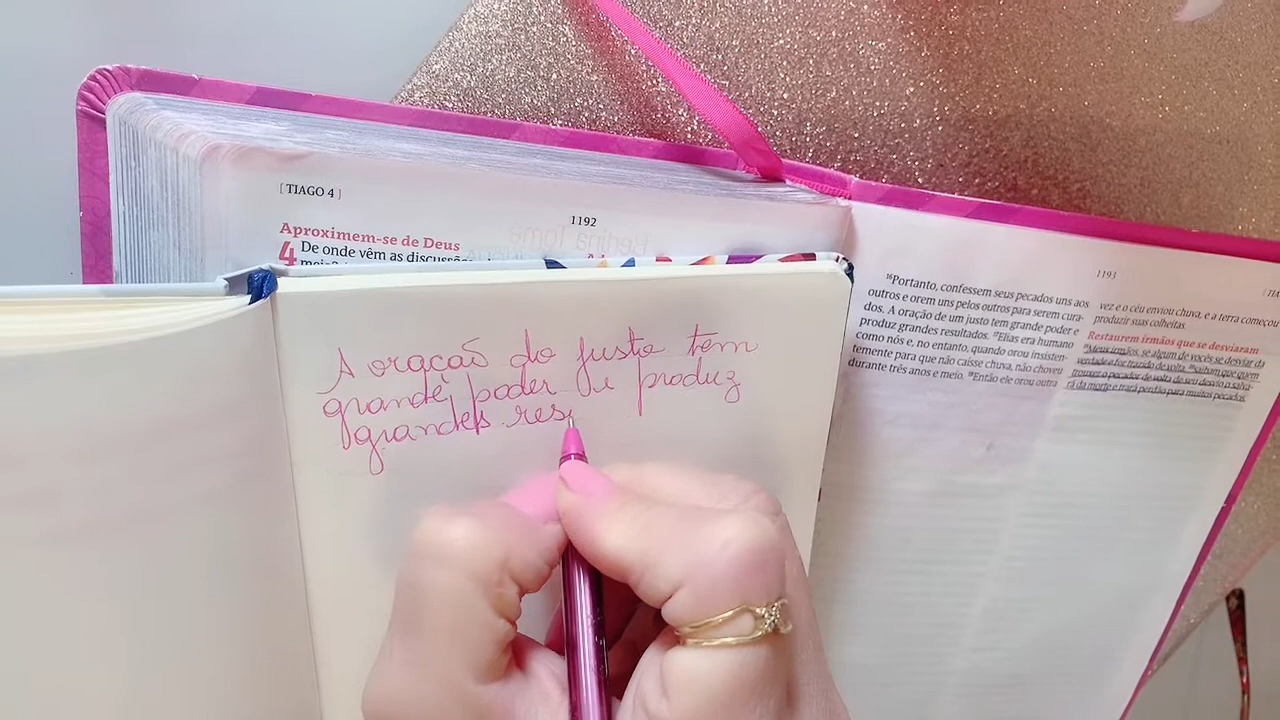 [TIAGO 4]
1192
Aproximem-se de Deus
4 De onde vêm as discussões
A oração do justo tem
grande poder e produz
grandes res
1193
¹⁶Portanto, confessem seus pecados uns aos
outros e orem uns pelos outros para serem cura-
dos. A oração de um justo tem grande poder e
produz grandes resultados. ¹⁷Elias era humano
como nós e, no entanto, quando orou insisten-
temente para que não caísse chuva, não choveu
durante três anos e meio. ¹⁸Então ele orou outra
vez e o céu enviou chuva, e a terra começou
produzir suas colheitas.
Restaurem irmãos que se desviaram
¹⁹Meus irmãos, se algum de vocês se desviar da
verdade e for trazido de volta, ²⁰saibam que quem
trouxer o pecador de volta de seu desvio o salva-
rá da morte e trará perdão para muitos pecados.